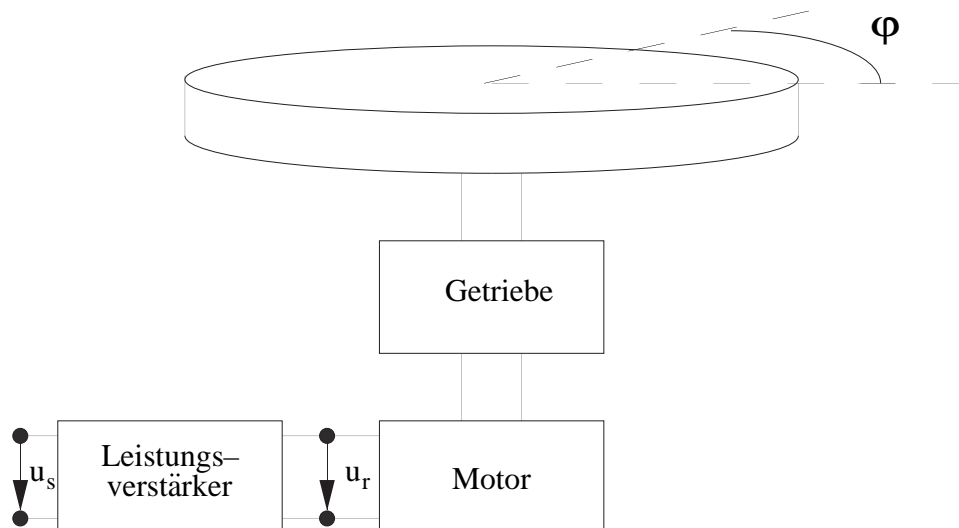 φ
Getriebe
u_s
Leistungs–
verstärker
u_r
Motor